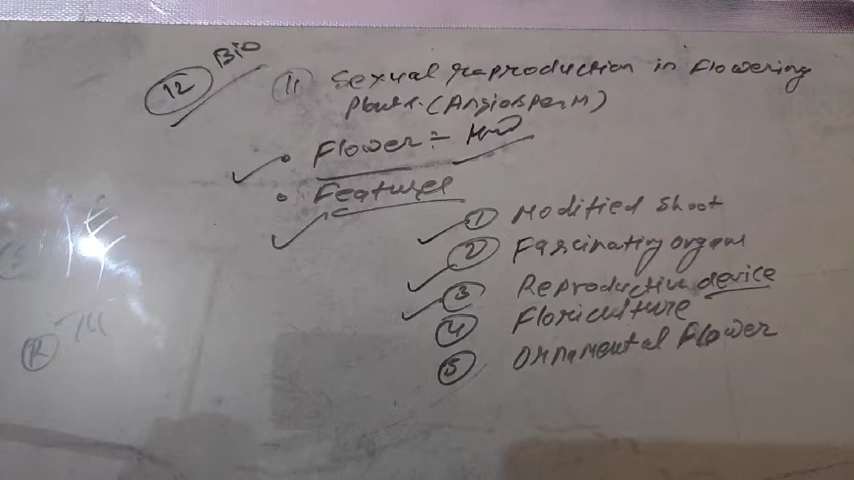 12 Bio
(1) Sexual reproduction in flowering
plants. (Angiosperm)
• Flower :-
• Features
① Modified shoot
② Fascinating organ
③ Reproductive device
④ Floriculture
⑤ Ornamental Flower